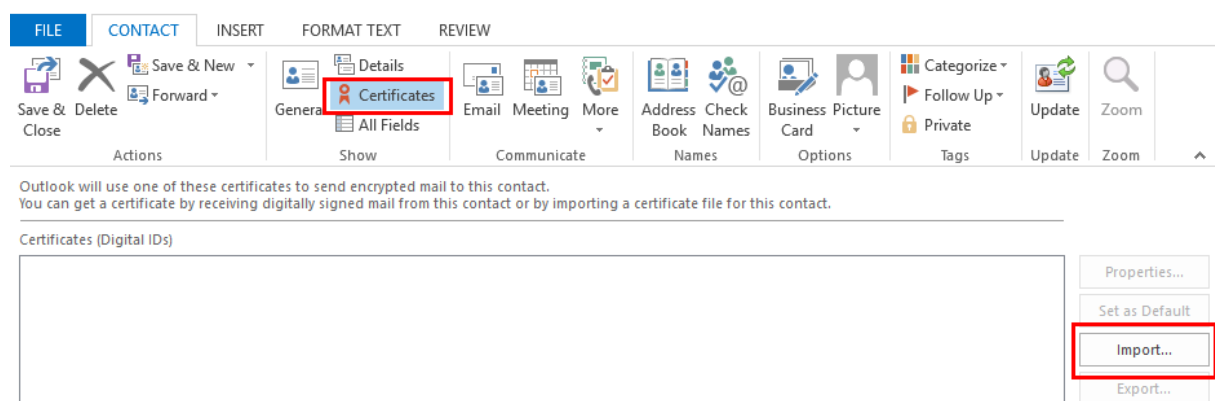 FILE CONTACT INSERT FORMAT TEXT REVIEW
Save & Close
Delete
Save & New
Forward
Actions
General
Details
Certificates
All Fields
Show
Email
Meeting
More
Communicate
Address Book
Check Names
Names
Business Card
Picture
Options
Categorize
Follow Up
Private
Tags
Update
Update
Zoom
Zoom
Outlook will use one of these certificates to send encrypted mail to this contact.
You can get a certificate by receiving digitally signed mail from this contact or by importing a certificate file for this contact.
Certificates (Digital IDs)
Properties...
Set as Default
Import...
Export...